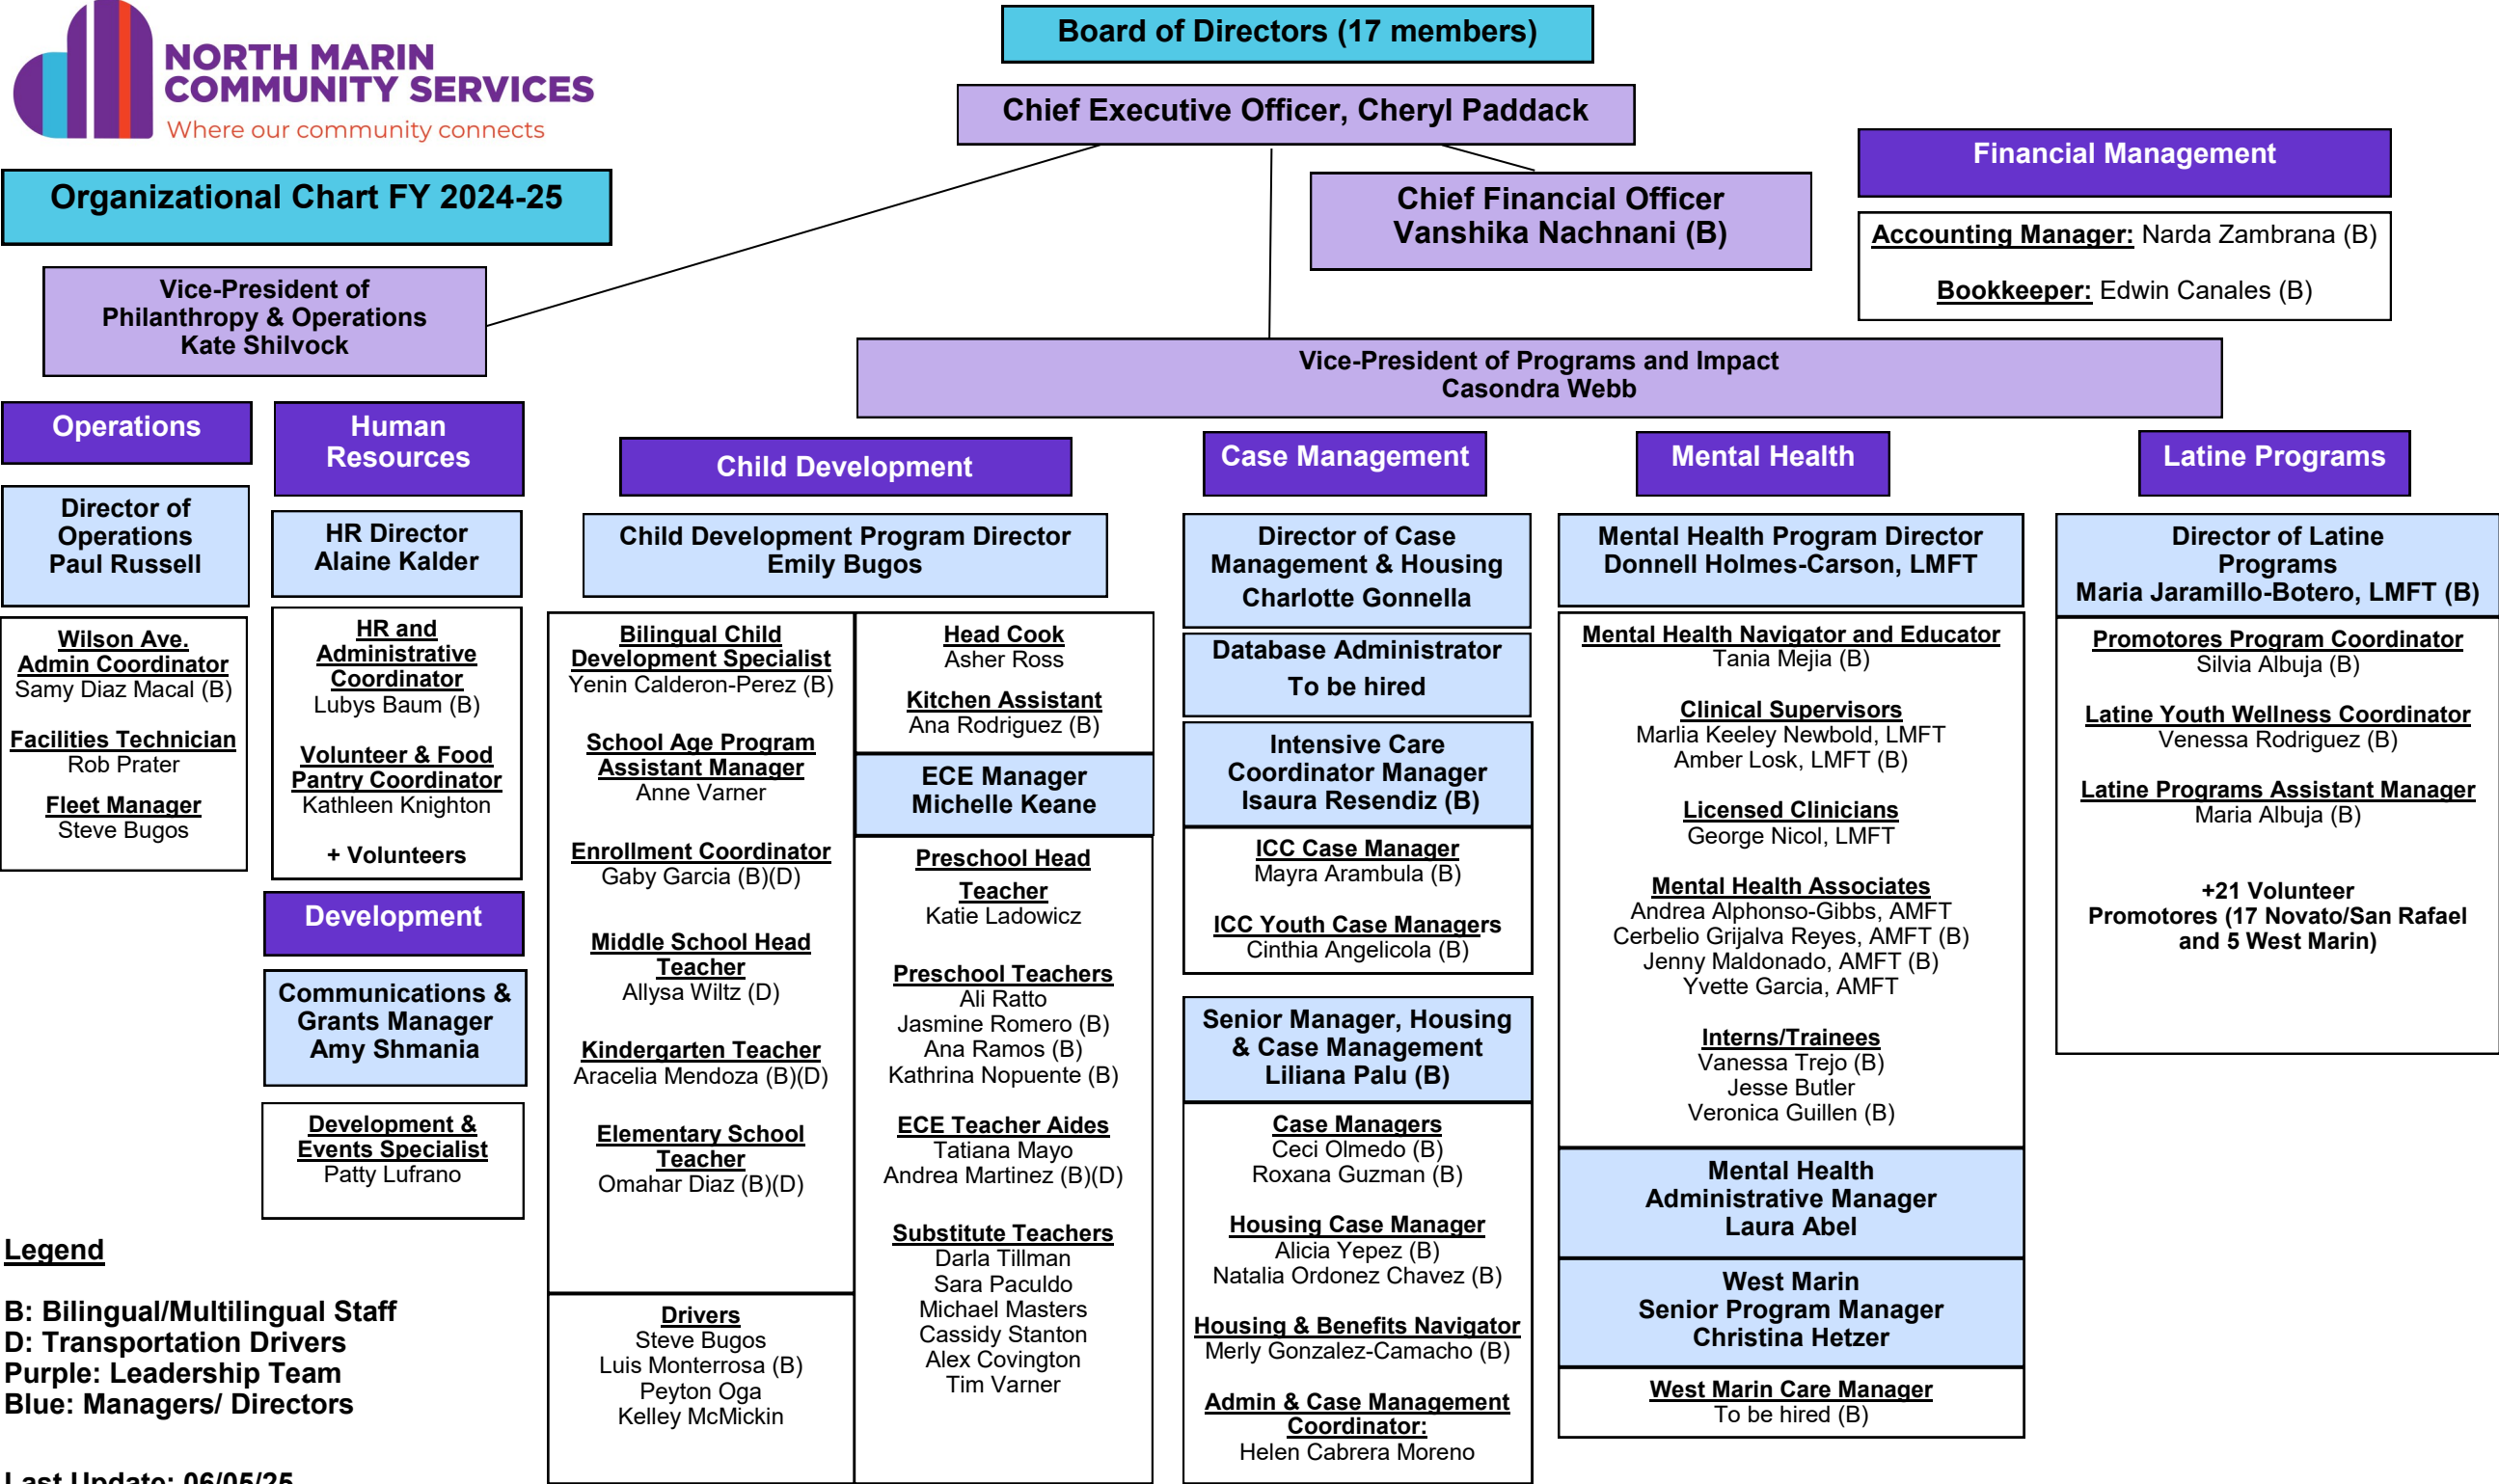 NORTH MARIN
COMMUNITY SERVICES
Where our community connects
Organizational Chart FY 2024-25
Board of Directors (17 members)
Chief Executive Officer, Cheryl Paddack
Chief Financial Officer
Vanshika Nachnani (B)
Financial Management
Accounting Manager: Narda Zambrana (B)
Bookkeeper: Edwin Canales (B)
Vice-President of
Philanthropy & Operations
Kate Shilvock
Vice-President of Programs and Impact
Casondra Webb
Operations
Director of
Operations
Paul Russell
Wilson Ave.
Admin Coordinator
Samy Diaz Macal (B)
Facilities Technician
Rob Prater
Fleet Manager
Steve Bugos
Human
Resources
HR Director
Alaine Kalder
HR and
Administrative
Coordinator
Lubys Baum (B)
Volunteer & Food
Pantry Coordinator
Kathleen Knighton
+ Volunteers
Development
Communications &
Grants Manager
Amy Shmania
Development &
Events Specialist
Patty Lufrano
Child Development
Child Development Program Director
Emily Bugos
Bilingual Child
Development Specialist
Yenin Calderon-Perez (B)
School Age Program
Assistant Manager
Anne Varner
Enrollment Coordinator
Gaby Garcia (B)(D)
Middle School Head
Teacher
Allysa Wiltz (D)
Kindergarten Teacher
Aracelia Mendoza (B)(D)
Elementary School
Teacher
Omahar Diaz (B)(D)
Drivers
Steve Bugos
Luis Monterrosa (B)
Peyton Oga
Kelley McMickin
Head Cook
Asher Ross
Kitchen Assistant
Ana Rodriguez (B)
ECE Manager
Michelle Keane
Preschool Head
Teacher
Katie Ladowicz
Preschool Teachers
Ali Ratto
Jasmine Romero (B)
Ana Ramos (B)
Kathrina Nopuente (B)
ECE Teacher Aides
Tatiana Mayo
Andrea Martinez (B)(D)
Substitute Teachers
Darla Tillman
Sara Paculdo
Michael Masters
Cassidy Stanton
Alex Covington
Tim Varner
Case Management
Director of Case
Management & Housing
Charlotte Gonnella
Database Administrator
To be hired
Intensive Care
Coordinator Manager
Isaura Resendiz (B)
ICC Case Manager
Mayra Arambula (B)
ICC Youth Case Managers
Cinthia Angelicola (B)
Senior Manager, Housing
& Case Management
Liliana Palu (B)
Case Managers
Ceci Olmedo (B)
Roxana Guzman (B)
Housing Case Manager
Alicia Yepez (B)
Natalia Ordonez Chavez (B)
Housing & Benefits Navigator
Merly Gonzalez-Camacho (B)
Admin & Case Management
Coordinator:
Helen Cabrera Moreno
Mental Health
Mental Health Program Director
Donnell Holmes-Carson, LMFT
Mental Health Navigator and Educator
Tania Mejia (B)
Clinical Supervisors
Marlia Keeley Newbold, LMFT
Amber Losk, LMFT (B)
Licensed Clinicians
George Nicol, LMFT
Mental Health Associates
Andrea Alphonso-Gibbs, AMFT
Cerbelio Grijalva Reyes, AMFT (B)
Jenny Maldonado, AMFT (B)
Yvette Garcia, AMFT
Interns/Trainees
Vanessa Trejo (B)
Jesse Butler
Veronica Guillen (B)
Mental Health
Administrative Manager
Laura Abel
West Marin
Senior Program Manager
Christina Hetzer
West Marin Care Manager
To be hired (B)
Latine Programs
Director of Latine
Programs
Maria Jaramillo-Botero, LMFT (B)
Promotores Program Coordinator
Silvia Albuja (B)
Latine Youth Wellness Coordinator
Venessa Rodriguez (B)
Latine Programs Assistant Manager
Maria Albuja (B)
+21 Volunteer
Promotores (17 Novato/San Rafael
and 5 West Marin)
Legend
B: Bilingual/Multilingual Staff
D: Transportation Drivers
Purple: Leadership Team
Blue: Managers/ Directors
Last Update: 06/05/25